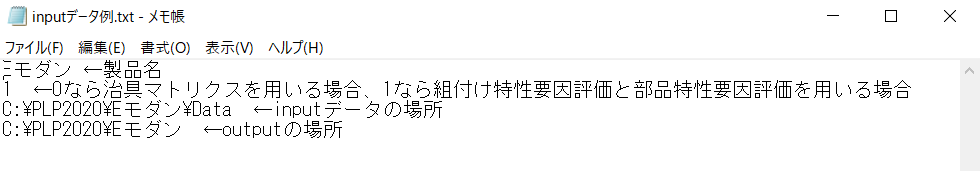 inputデータ例.txt - メモ帳
ファイル(F) 編集(E) 書式(O) 表示(V) ヘルプ(H)
Eモダン ←製品名
1 ←0なら治具マトリクスを用いる場合、1なら組付け特性要因評価と部品特性要因評価を用いる場合
C:¥PLP2020¥Eモダン¥Data ←inputデータの場所
C:¥PLP2020¥Eモダン ←outputの場所